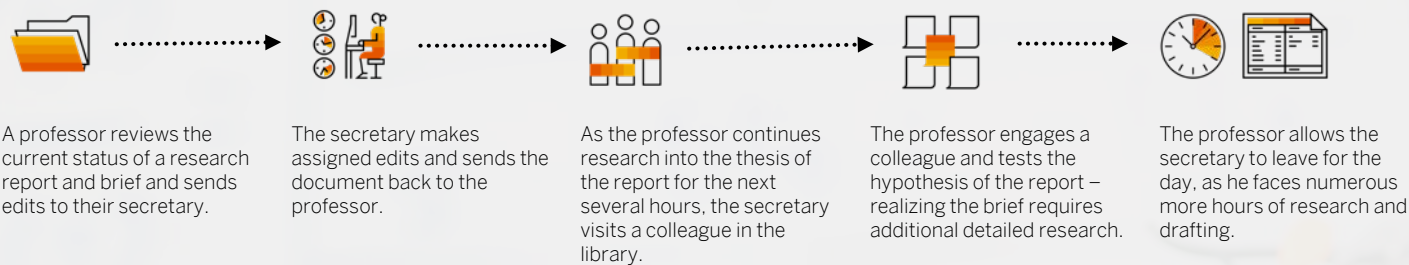 A professor reviews the
current status of a research
report and brief and sends
edits to their secretary.
The secretary makes
assigned edits and sends the
document back to the
professor.
As the professor continues
research into the thesis of
the report for the next
several hours, the secretary
visits a colleague in the
library.
The professor engages a
colleague and tests the
hypothesis of the report –
realizing the brief requires
additional detailed research.
The professor allows the
secretary to leave for the
day, as he faces numerous
more hours of research and
drafting.